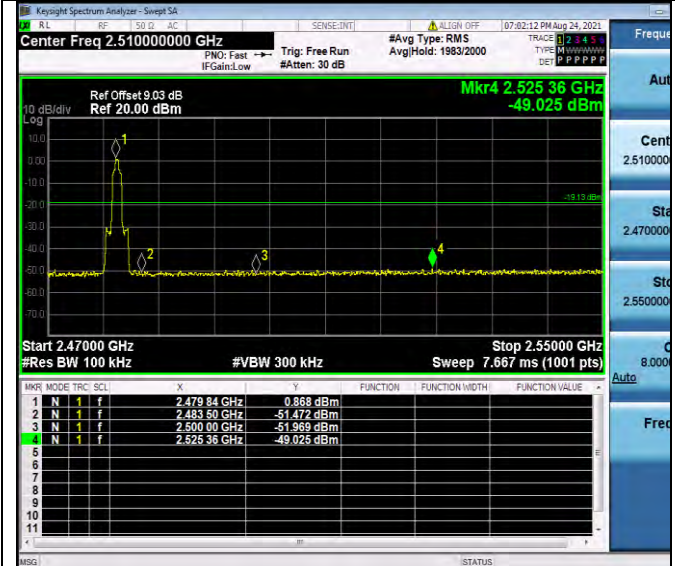 Keysight Spectrum Analyzer - Swept SA
RL RF 50 Ω AC SENSE:INT ALIGN OFF 07:02:12 PM Aug 24, 2021
Center Freq 2.510000000 GHz #Avg Type: RMS TRACE 1 2 3 4 5 6
PNO: Fast Trig: Free Run Avg|Hold: 1983/2000 TYPE M WWWWW
IFGain:Low #Atten: 30 dB DET P P P P P P
Mkr4 2.525 36 GHz
-49.025 dBm
Ref Offset 9.03 dB
10 dB/div Ref 20.00 dBm
Log
10.0
0.00
-10.0
-20.0
-30.0
-40.0
-50.0
-60.0
-70.0
-19.13 dBm
1
2
3
4
Start 2.47000 GHz Stop 2.55000 GHz
#Res BW 100 kHz #VBW 300 kHz Sweep 7.667 ms (1001 pts)
MKR MODE TRC SCL X Y FUNCTION FUNCTION WIDTH FUNCTION VALUE
1 N 1 f 2.479 84 GHz 0.868 dBm
2 N 1 f 2.483 50 GHz -51.472 dBm
3 N 1 f 2.500 00 GHz -51.969 dBm
4 N 1 f 2.525 36 GHz -49.025 dBm
5
6
7
8
9
10
11
MSG STATUS
Freque
Aut
Cent
2.510000
Sta
2.470000
Sto
2.550000
C
8.0000
Auto
Freq